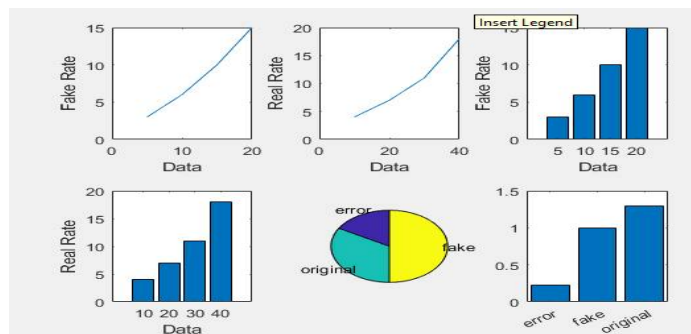 Insert Legend
15
10
5
0
Fake Rate
0 10 20
Data
20
15
10
5
0
Real Rate
0 20 40
Data
15
10
5
0
Fake Rate
5 10 15 20
Data
20
15
10
5
0
Real Rate
10 20 30 40
Data
error
fake
original
1.5
1
0.5
0
error
fake
original